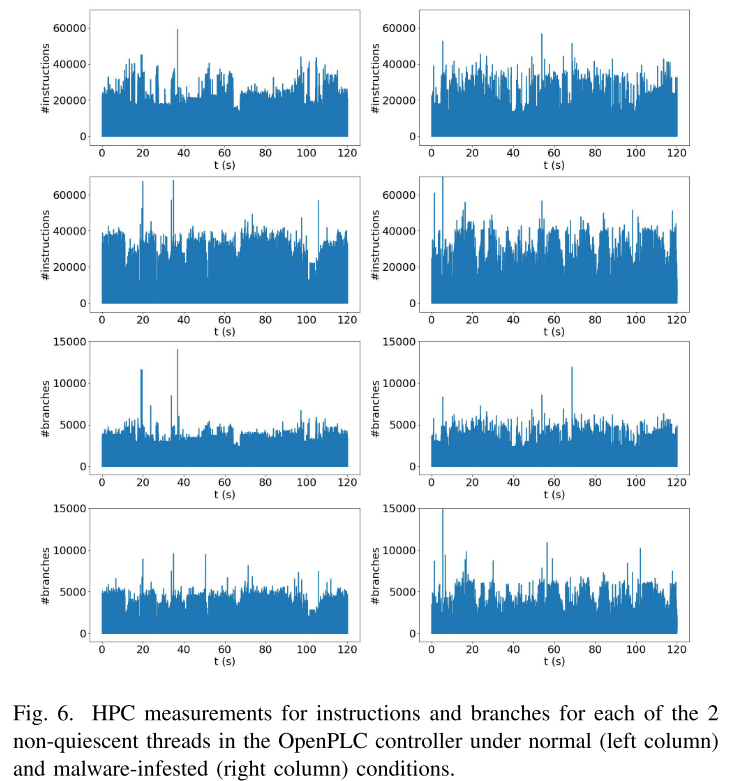 60000
40000
20000
0
#instructions
0 20 40 60 80 100 120
t (s)
60000
40000
20000
0
#instructions
0 20 40 60 80 100 120
t (s)
60000
40000
20000
0
#instructions
0 20 40 60 80 100 120
t (s)
60000
40000
20000
0
#instructions
0 20 40 60 80 100 120
t (s)
15000
10000
5000
0
#branches
0 20 40 60 80 100 120
t (s)
15000
10000
5000
0
#branches
0 20 40 60 80 100 120
t (s)
15000
10000
5000
0
#branches
0 20 40 60 80 100 120
t (s)
15000
10000
5000
0
#branches
0 20 40 60 80 100 120
t (s)
Fig. 6. HPC measurements for instructions and branches for each of the 2
non-quiescent threads in the OpenPLC controller under normal (left column)
and malware-infested (right column) conditions.